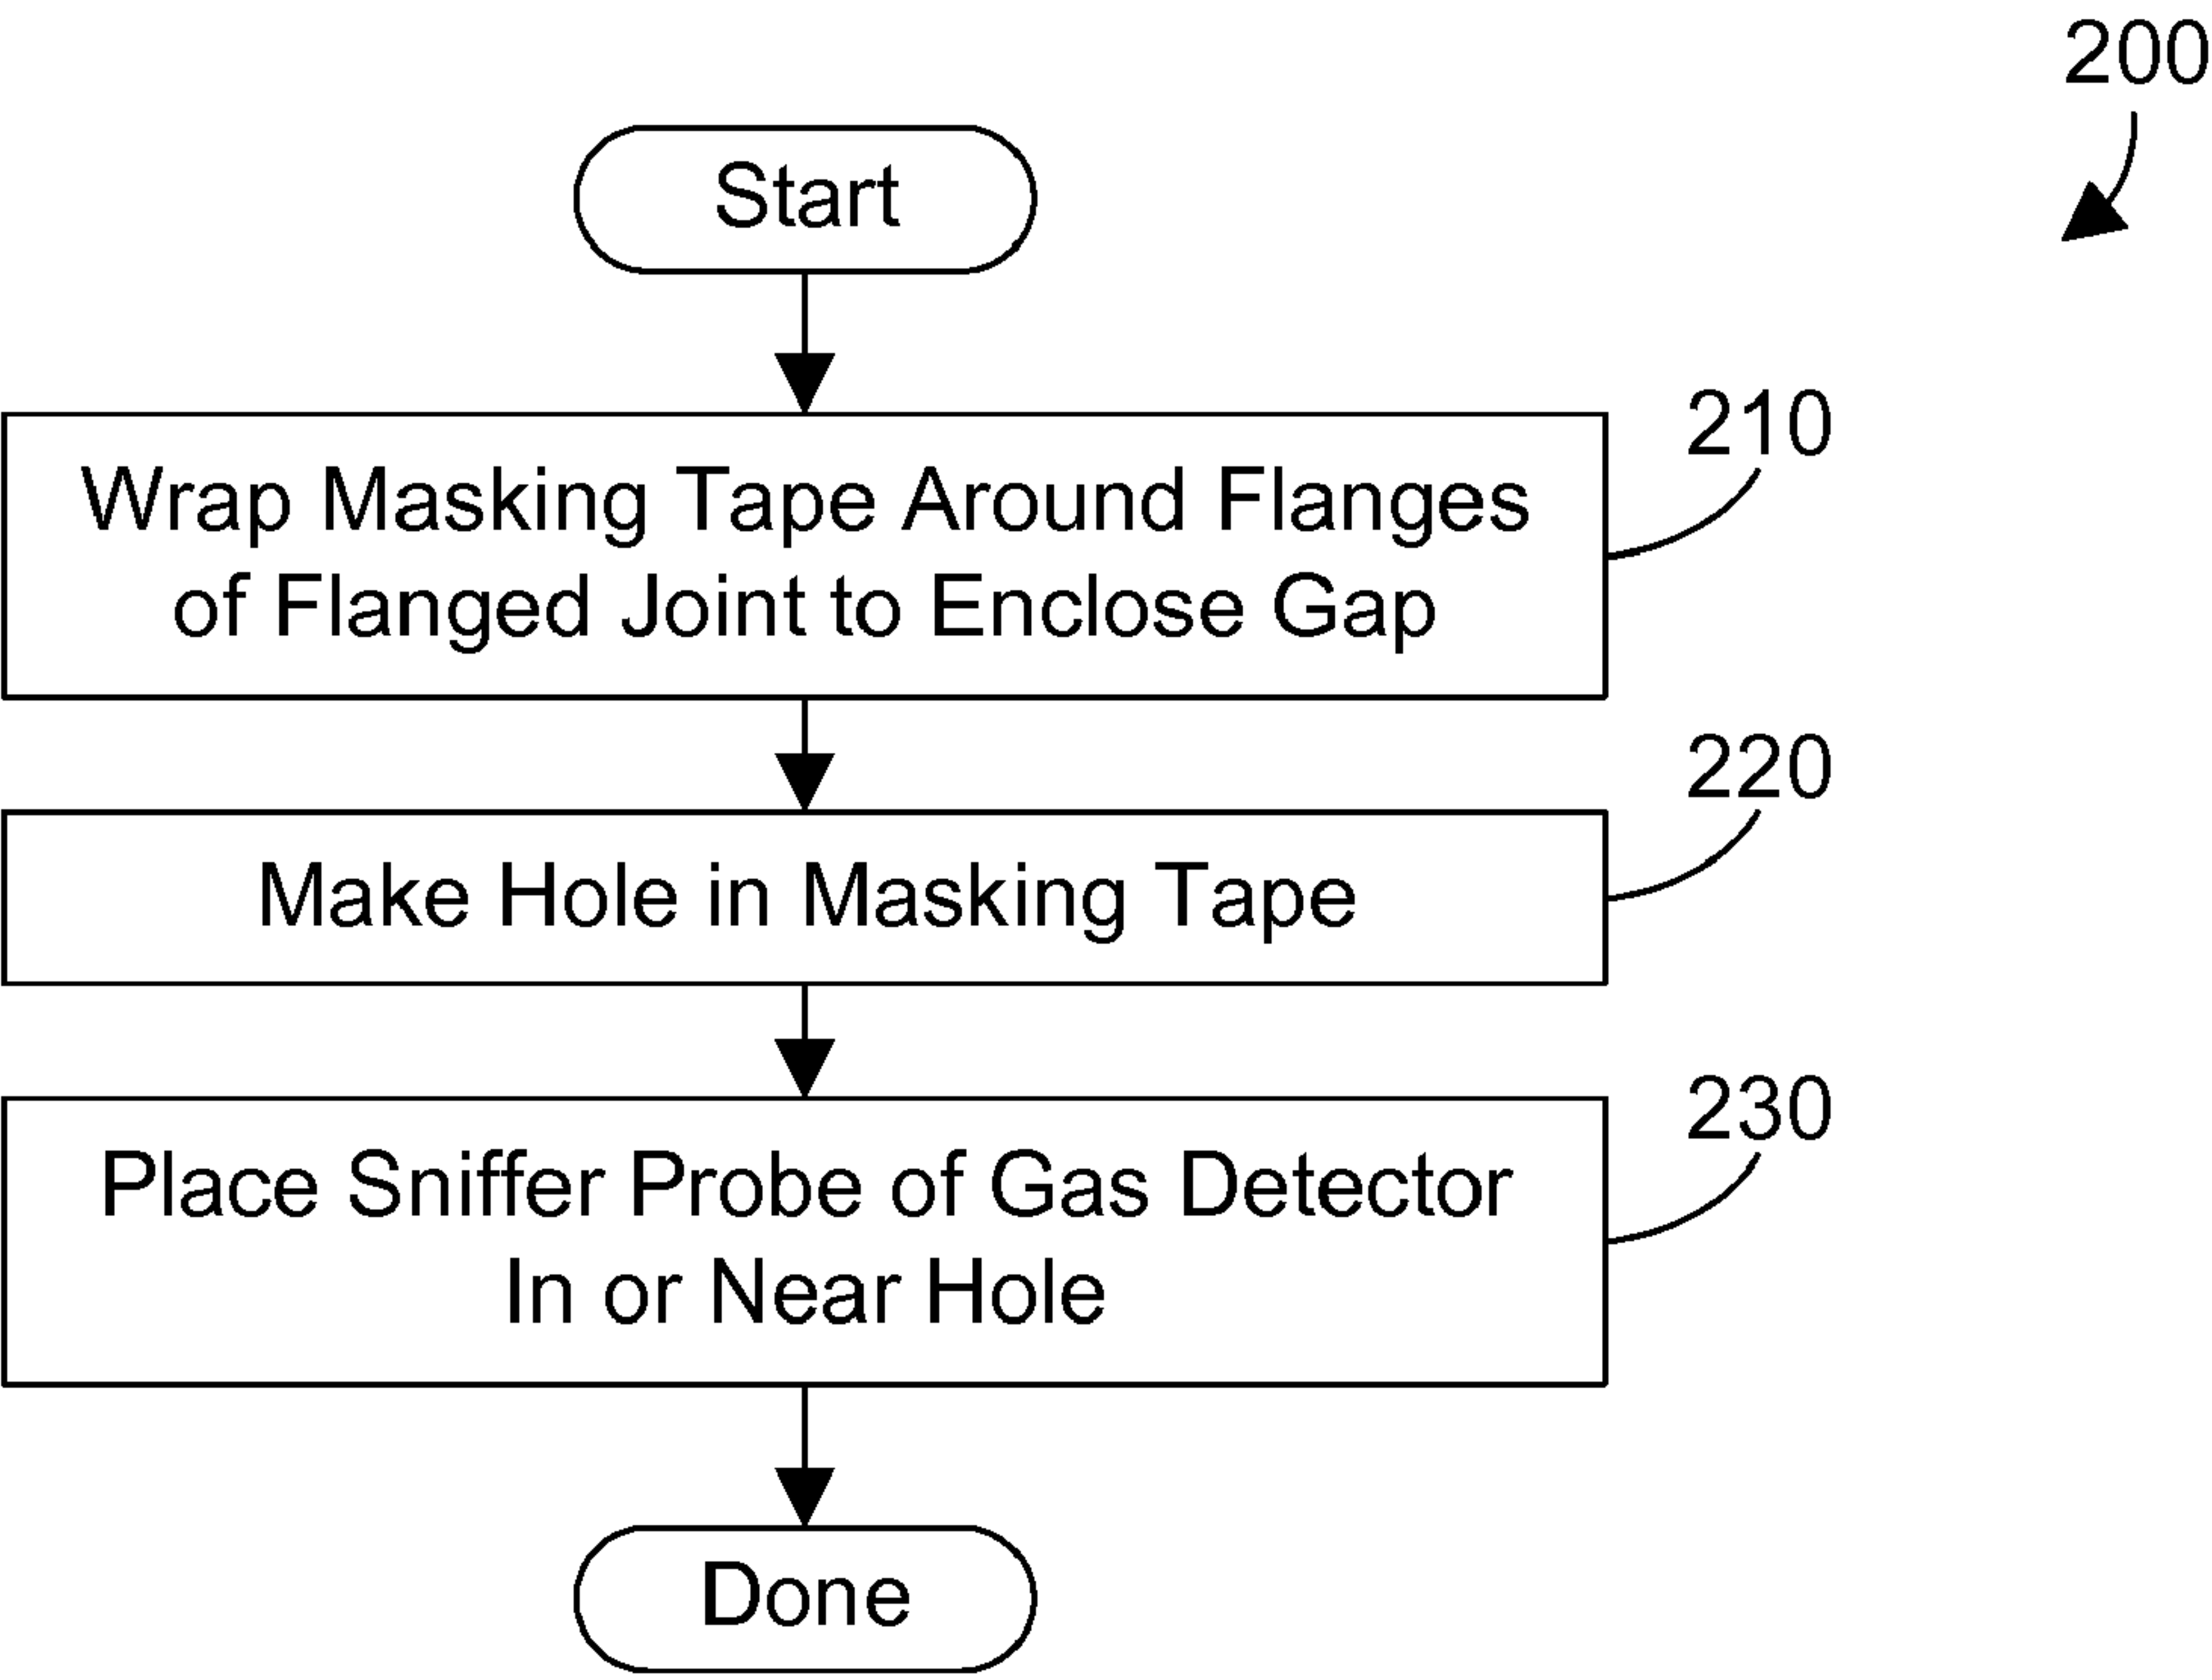 200
Start
210
Wrap Masking Tape Around Flanges
of Flanged Joint to Enclose Gap
220
Make Hole in Masking Tape
230
Place Sniffer Probe of Gas Detector
In or Near Hole
Done